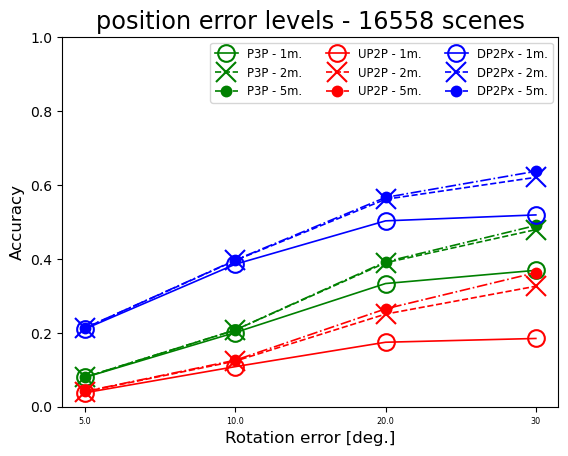 position error levels - 16558 scenes
P3P - 1m. UP2P - 1m. DP2Px - 1m.
P3P - 2m. UP2P - 2m. DP2Px - 2m.
P3P - 5m. UP2P - 5m. DP2Px - 5m.
1.0
0.8
0.6
0.4
0.2
0.0
Accuracy
5.0 10.0 20.0 30
Rotation error [deg.]